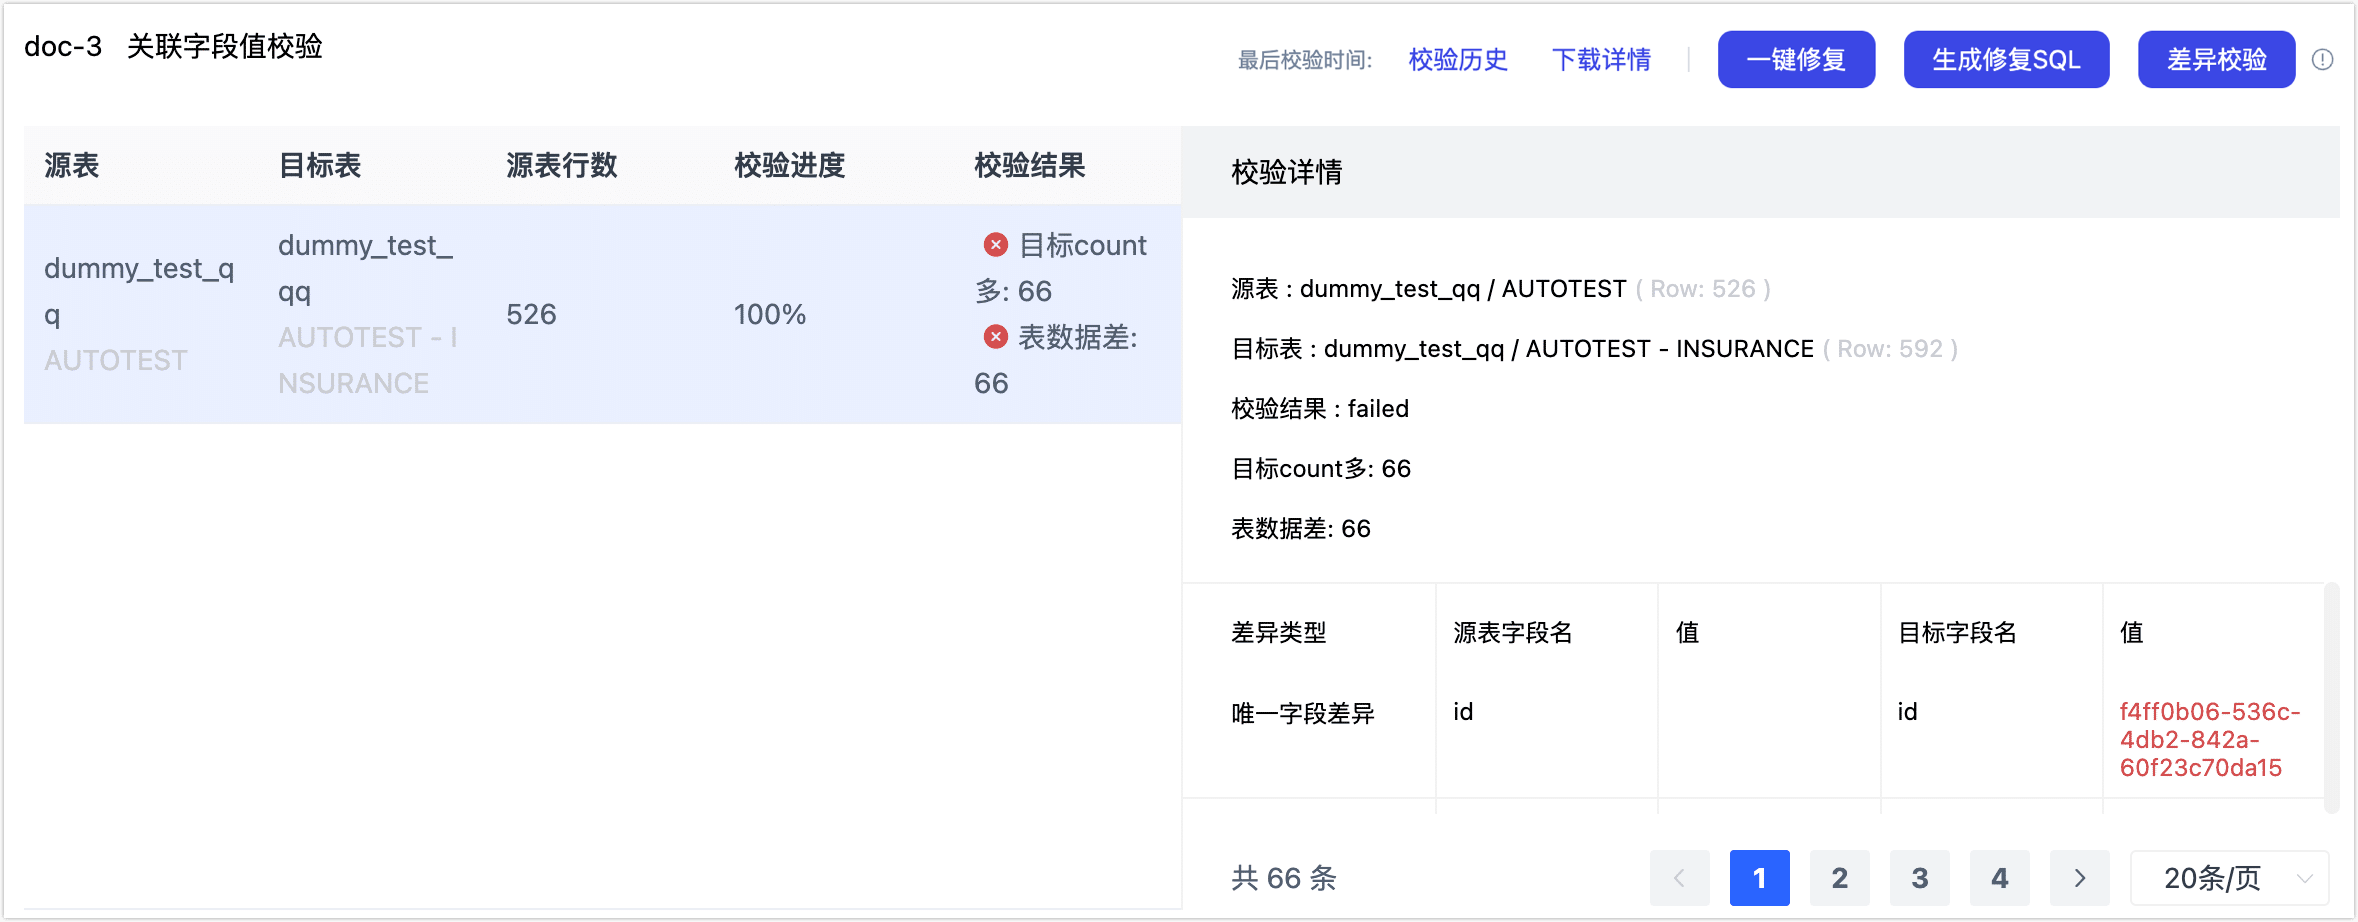 doc-3 关联字段值校验
最后校验时间: 校验历史 下载详情 一键修复 生成修复SQL 差异校验
源表 目标表 源表行数 校验进度 校验结果
dummy_test_q
q
AUTOTEST
dummy_test_
qq
AUTOTEST - I
NSURANCE
526
100%
目标count
多: 66
表数据差:
66
校验详情
源表 : dummy_test_qq / AUTOTEST ( Row: 526 )
目标表 : dummy_test_qq / AUTOTEST - INSURANCE ( Row: 592 )
校验结果 : failed
目标count多: 66
表数据差: 66
差异类型 源表字段名 值 目标字段名 值
唯一字段差异 id id
f4ff0b06-536c-
4db2-842a-
60f23c70da15
共 66 条 1 2 3 4 20条/页